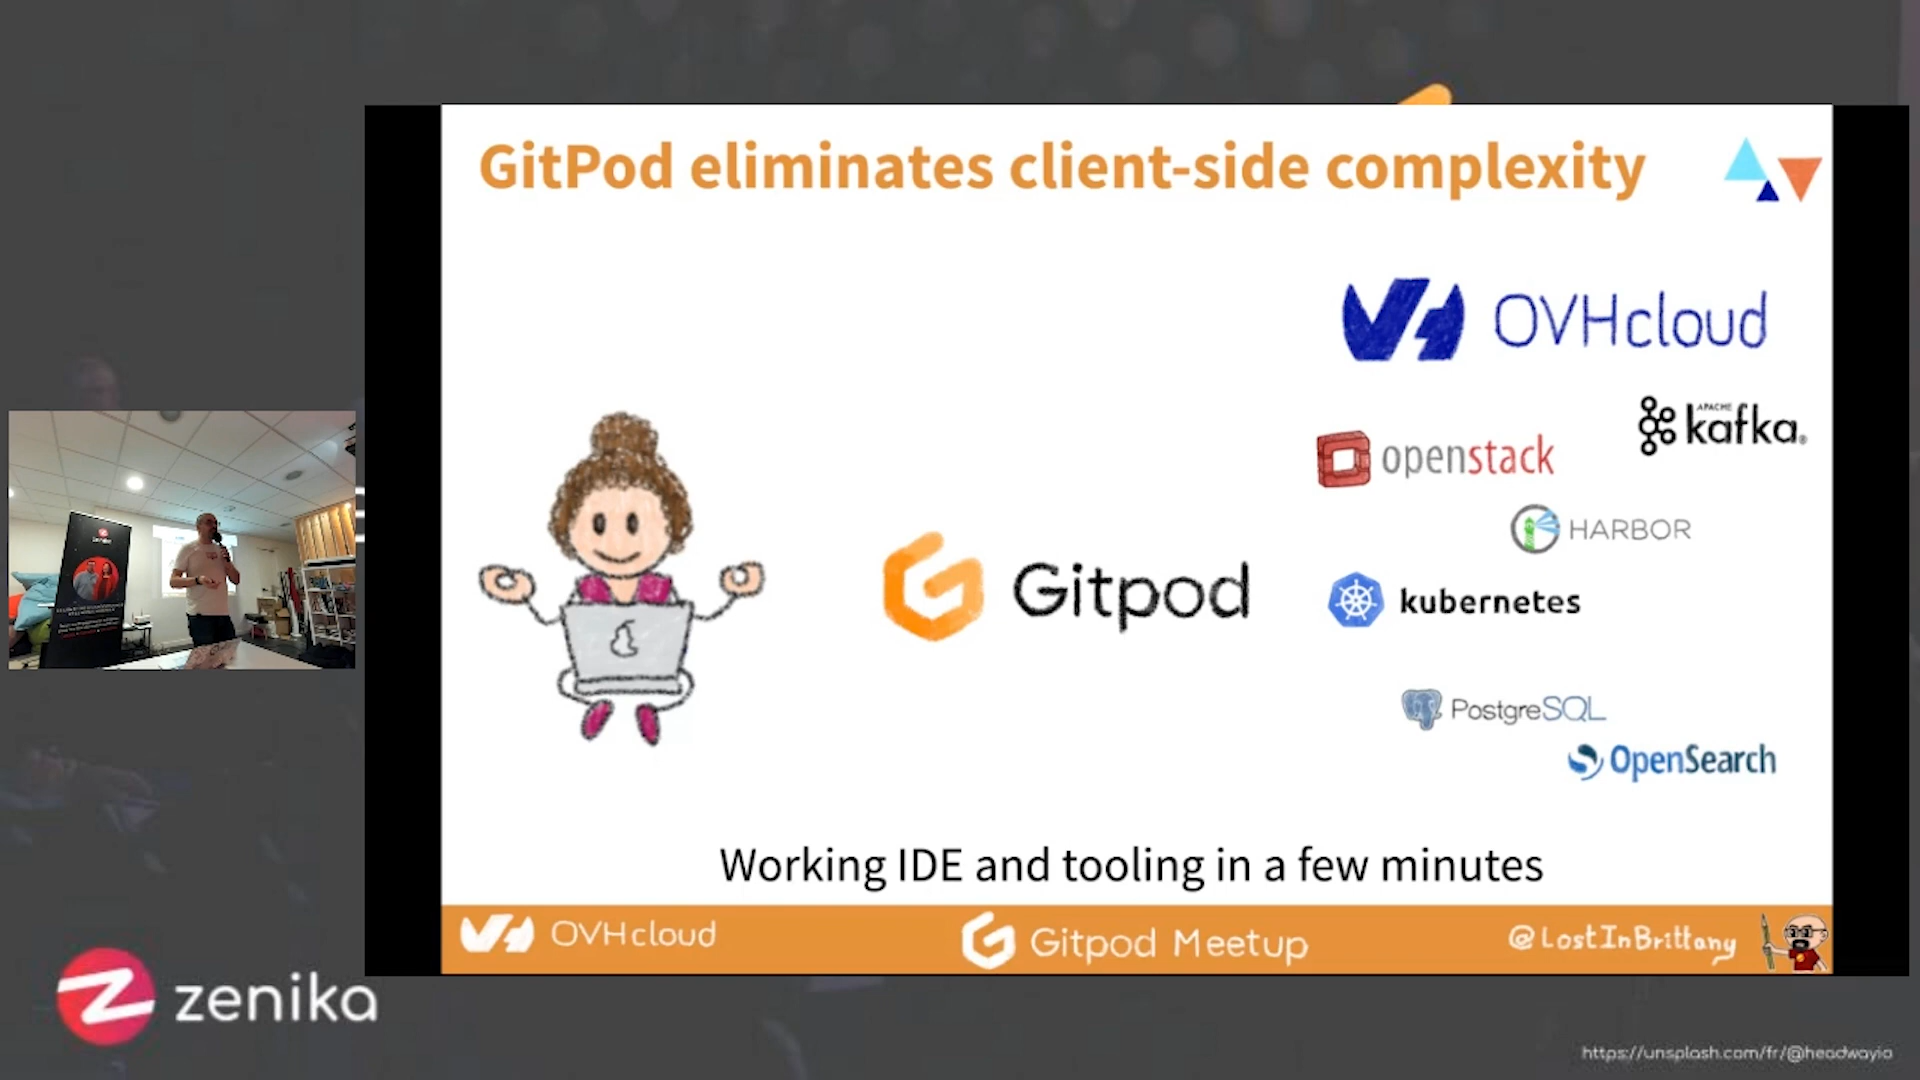 GitPod eliminates client-side complexity
OVHcloud
APACHE
kafka®
openstack
HARBOR
Gitpod
kubernetes
PostgreSQL
OpenSearch
Working IDE and tooling in a few minutes
OVHcloud
Gitpod Meetup
@LostInBrittany
zenika
https://unsplash.com/fr/@headwayio